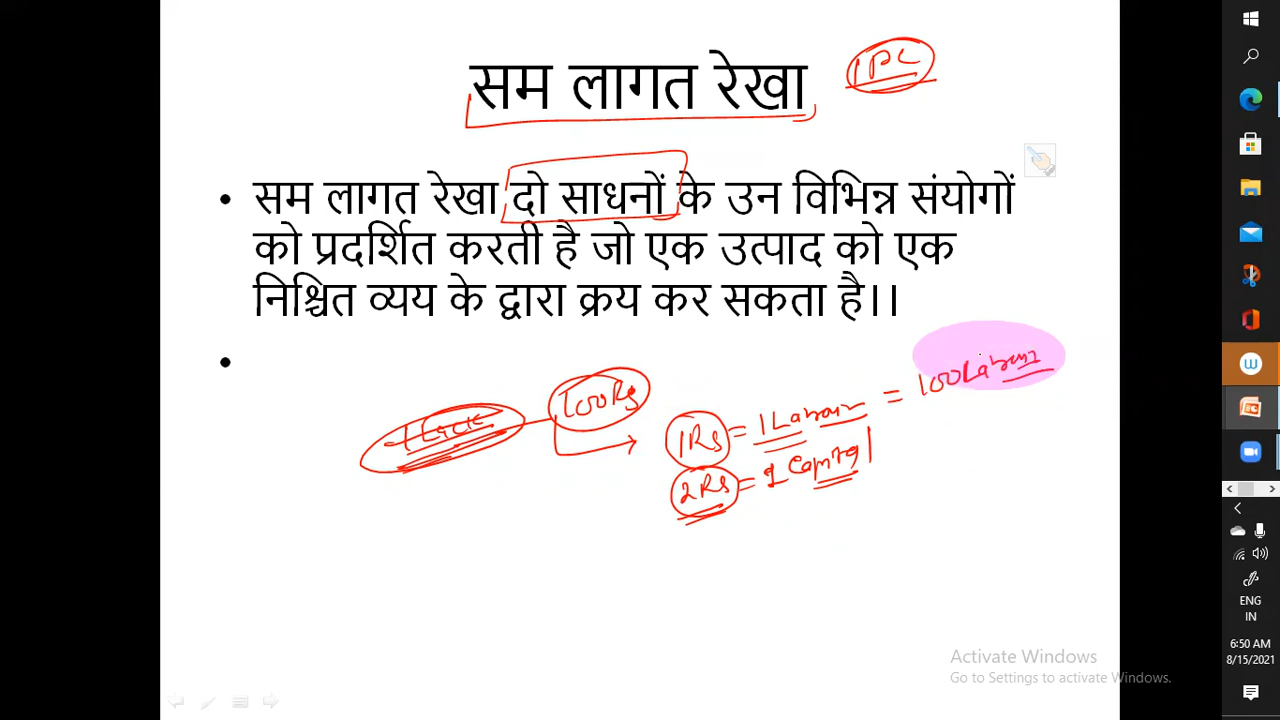 सम लागत रेखा
IPC
सम लागत रेखा दो साधनों के उन विभिन्न संयोगों
को प्रदर्शित करती है जो एक उत्पाद को एक
निश्चित व्यय के द्वारा क्रय कर सकता है।।
100Rs
1Rs = 1 Labour = 100 Labour
2Rs = 1 Capital
Activate Windows
Go to Settings to activate Windows.
ENG
IN
6:50 AM
8/15/2021